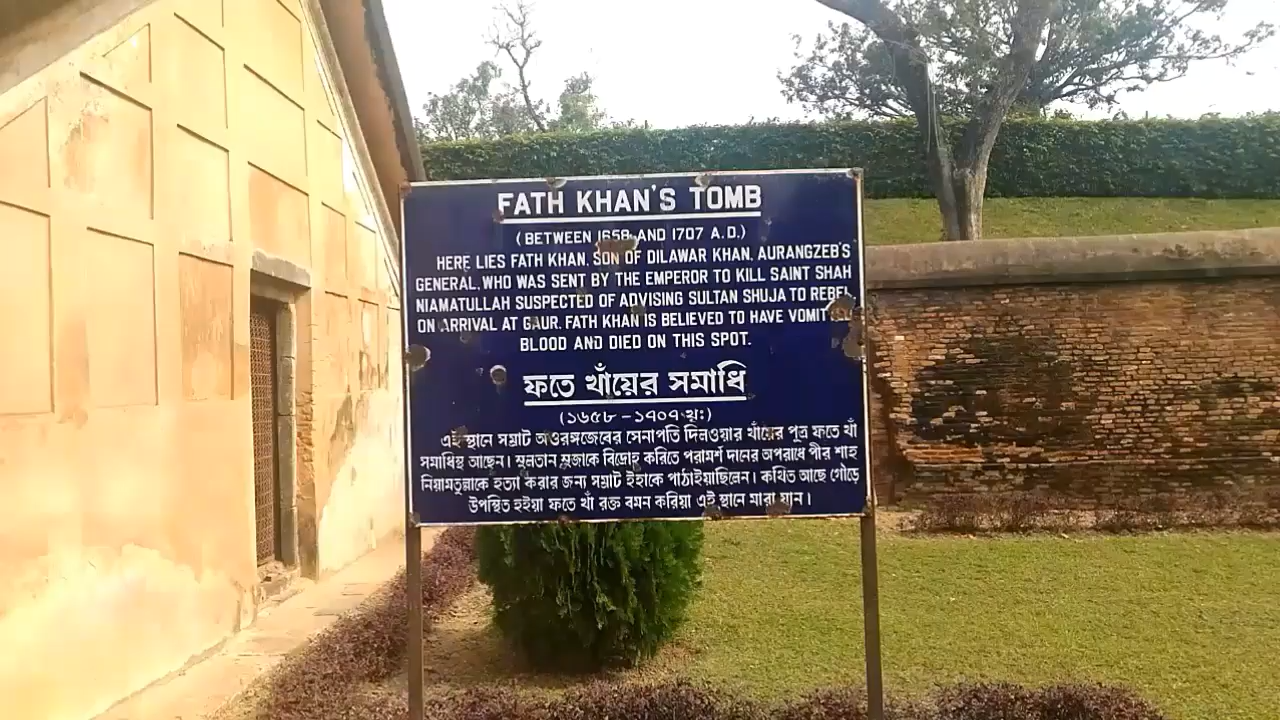 FATH KHAN'S TOMB
(BETWEEN 1658 AND 1707 A.D.)
HERE LIES FATH KHAN, SON OF DILAWAR KHAN, AURANGZEB'S
GENERAL, WHO WAS SENT BY THE EMPEROR TO KILL SAINT SHAH
NIAMATULLAH SUSPECTED OF ADVISING SULTAN SHUJA TO REBEL
ON ARRIVAL AT GAUR. FATH KHAN IS BELIEVED TO HAVE
BLOOD AND DIED ON THIS SPOT.
ফতে খাঁয়ের সমাধি
(১৬৫৮ – ১৭০৭ খৃঃ)
এই স্থানে সম্রাট অওরঙ্গজেবের সেনাপতি দিলওয়ার খাঁয়ের পুত্র ফতে খাঁ
সমাধিস্থ আছেন। সুলতান সুজাকে বিদ্রোহ করিতে পরামর্শ দানের অপরাধে পীর শাহ
নিয়ামতুল্লাকে হত্যা করার জন্য সম্রাট ইহাকে পাঠাইয়াছিলেন। কথিত আছে গৌড়ে
উপস্থিত হইয়া ফতে খাঁ রক্ত বমন করিয়া এই স্থানে মারা যান।